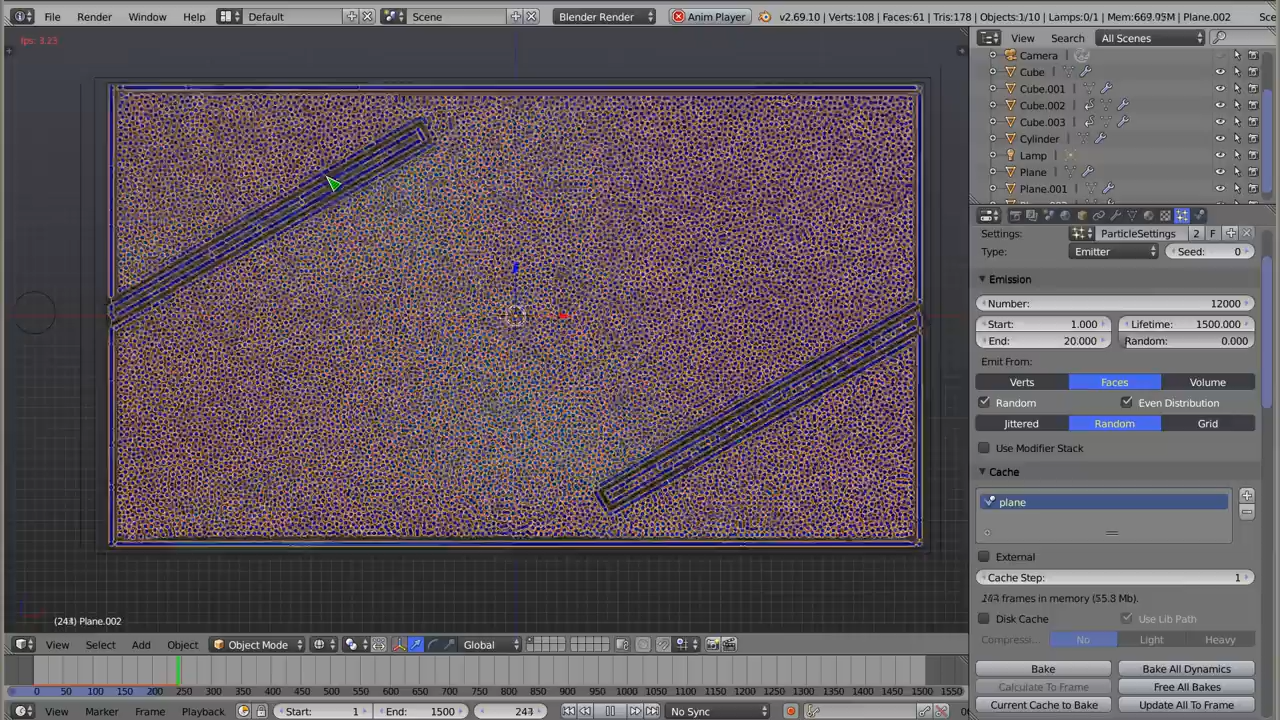 File Render Window Help Default Scene Blender Render Anim Player v2.69.10 | Verts:108 | Faces:61 | Tris:178 | Objects:1/10 | Lamps:0/1 | Mem:669.95M | Plane.002
fps: 3.23
View Search All Scenes
Camera
Cube
Cube.001
Cube.002
Cube.003
Cylinder
Lamp
Plane
Plane.001
Settings: ParticleSettings 2 F
Type: Emitter Seed: 0
Emission
Number: 12000
Start: 1.000 Lifetime: 1500.000
End: 20.000 Random: 0.000
Emit From:
Verts Faces Volume
Random Even Distribution
Jittered Random Grid
Use Modifier Stack
Cache
plane
External
Cache Step: 1
frames in memory (55.8 Mb).
Disk Cache Use Lib Path
Compressi... No Light Heavy
Bake Bake All Dynamics
Calculate To Frame Free All Bakes
Current Cache to Bake Update All To Frame
Plane.002
View Select Add Object Object Mode Global
0 50 100 150 200 250 300 350 400 450 500 550 600 650 700 750 800 850 900 950 1000 1050 1100 1150 1200 1250 1300 1350 1400 1450 1500 1550
View Marker Frame Playback Start: 1 End: 1500 No Sync